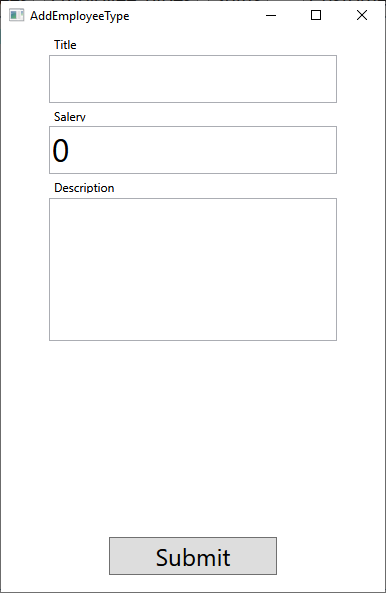 AddEmployeeType
Title
Salery
0
Description
Submit